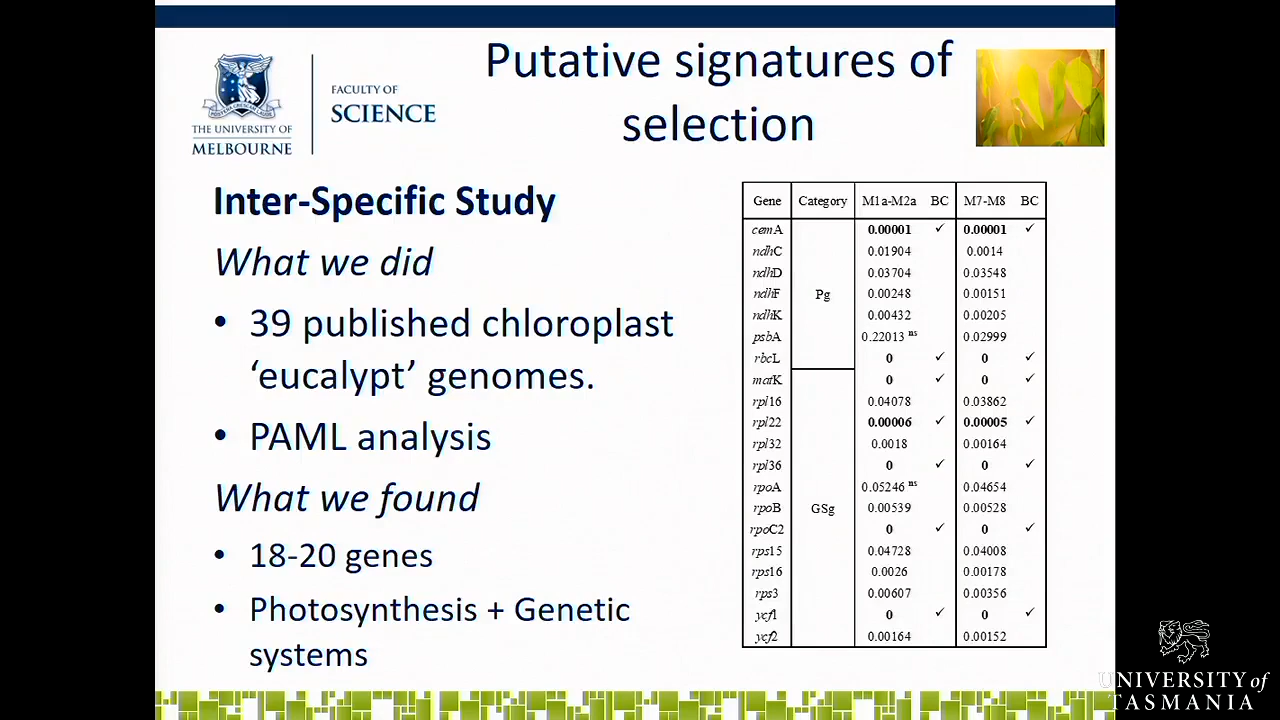 Putative signatures of
selection
FACULTY OF
SCIENCE
THE UNIVERSITY OF
MELBOURNE
Inter-Specific Study
What we did
• 39 published chloroplast
‘eucalypt’ genomes.
• PAML analysis
What we found
• 18-20 genes
• Photosynthesis + Genetic
systems
Gene Category M1a-M2a BC M7-M8 BC
cemA 0.00001 ✓ 0.00001 ✓
ndhC 0.01904 0.0014
ndhD 0.03704 0.03548
ndhF Pg 0.00248 0.00151
ndhK 0.00432 0.00205
psbA 0.22013 ns 0.02999
rbcL 0 ✓ 0 ✓
matK 0 ✓ 0 ✓
rpl16 0.04078 0.03862
rpl22 0.00006 ✓ 0.00005 ✓
rpl32 0.0018 0.00164
rpl36 0 ✓ 0 ✓
rpoA 0.05246 ns 0.04654
rpoB GSg 0.00539 0.00528
rpoC2 0 ✓ 0 ✓
rps15 0.04728 0.04008
rps16 0.0026 0.00178
rps3 0.00607 0.00356
ycf1 0 ✓ 0 ✓
ycf2 0.00164 0.00152
UNIVERSITY of
TASMANIA